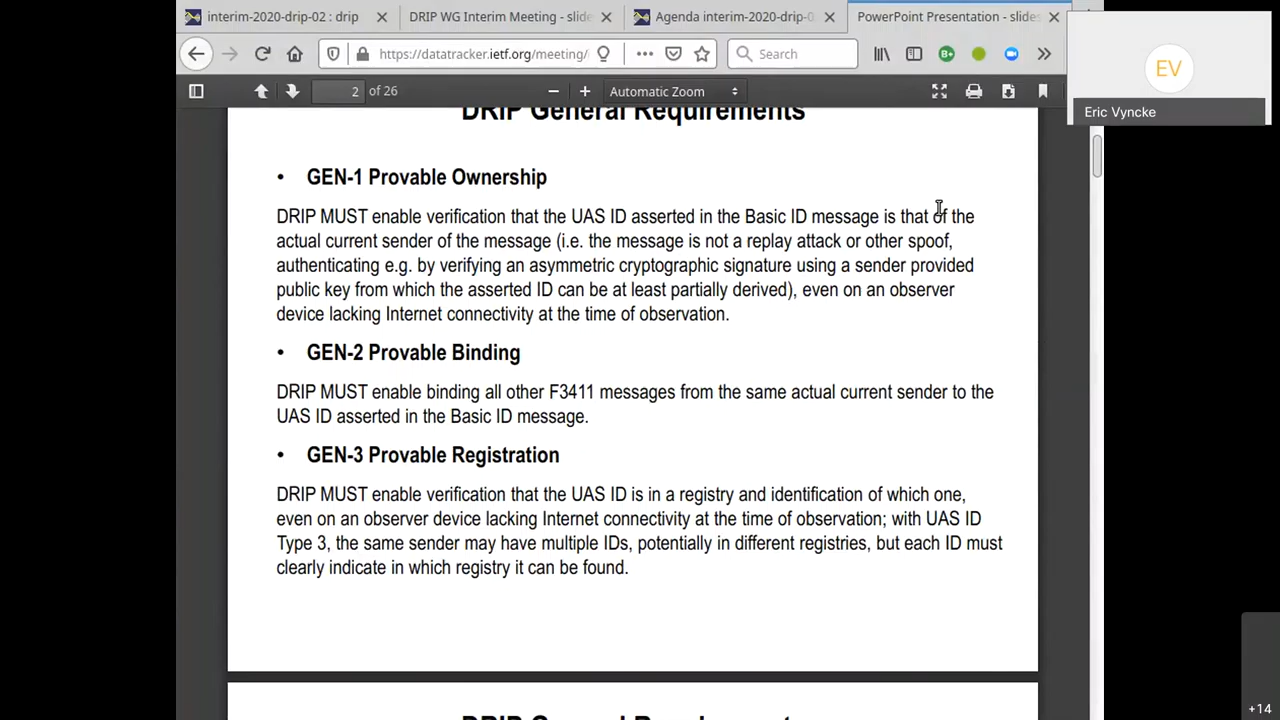 interim-2020-drip-02 : drip
DRIP WG Interim Meeting - slide
Agenda interim-2020-drip-0
PowerPoint Presentation - slides
https://datatracker.ietf.org/meeting/
Search
2 of 26
Automatic Zoom
EV
Eric Vyncke
DRIP General Requirements
• GEN-1 Provable Ownership
DRIP MUST enable verification that the UAS ID asserted in the Basic ID message is that of the
actual current sender of the message (i.e. the message is not a replay attack or other spoof,
authenticating e.g. by verifying an asymmetric cryptographic signature using a sender provided
public key from which the asserted ID can be at least partially derived), even on an observer
device lacking Internet connectivity at the time of observation.
• GEN-2 Provable Binding
DRIP MUST enable binding all other F3411 messages from the same actual current sender to the
UAS ID asserted in the Basic ID message.
• GEN-3 Provable Registration
DRIP MUST enable verification that the UAS ID is in a registry and identification of which one,
even on an observer device lacking Internet connectivity at the time of observation; with UAS ID
Type 3, the same sender may have multiple IDs, potentially in different registries, but each ID must
clearly indicate in which registry it can be found.
DRIP General Requirements
+14